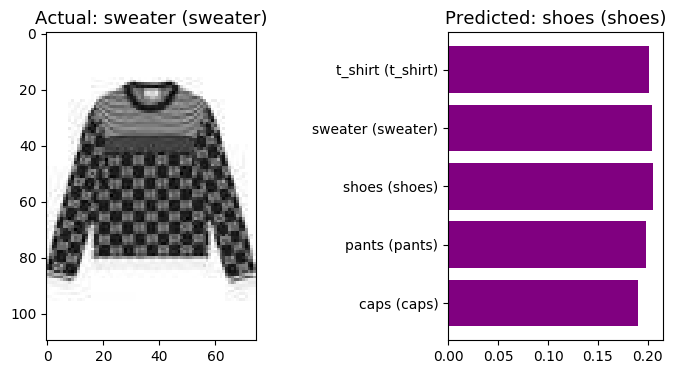 Actual: sweater (sweater)
0
20
40
60
80
100
0 20 40 60
Predicted: shoes (shoes)
t_shirt (t_shirt)
sweater (sweater)
shoes (shoes)
pants (pants)
caps (caps)
0.00 0.05 0.10 0.15 0.20